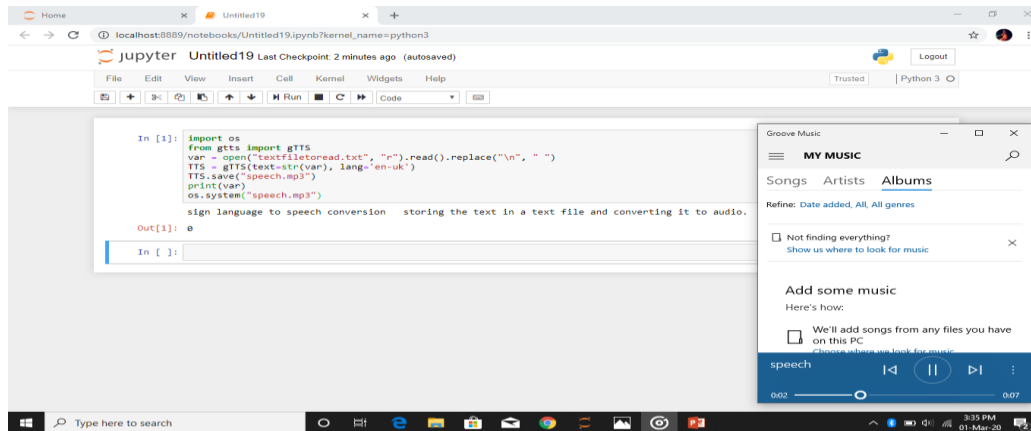 Home
Untitled19
localhost:8889/notebooks/Untitled19.ipynb?kernel_name=python3
jupyter Untitled19 Last Checkpoint: 2 minutes ago (autosaved)
Logout
File Edit View Insert Cell Kernel Widgets Help
Trusted
Python 3
Run
Code
In [1]: import os
from gtts import gTTS
var = open("textfiletoread.txt", "r").read().replace("\n", " ")
TTS = gTTS(text=str(var), lang='en-uk')
TTS.save("speech.mp3")
print(var)
os.system("speech.mp3")
sign language to speech conversion   storing the text in a text file and converting it to audio.
Out[1]: 0
In [ ]:
Groove Music
MY MUSIC
Songs Artists Albums
Refine: Date added, All, All genres
Not finding everything?
Show us where to look for music
Add some music
Here's how:
We'll add songs from any files you have
on this PC
Choose where we look for music
speech
0:02
0:07
Type here to search
3:35 PM
01-Mar-20